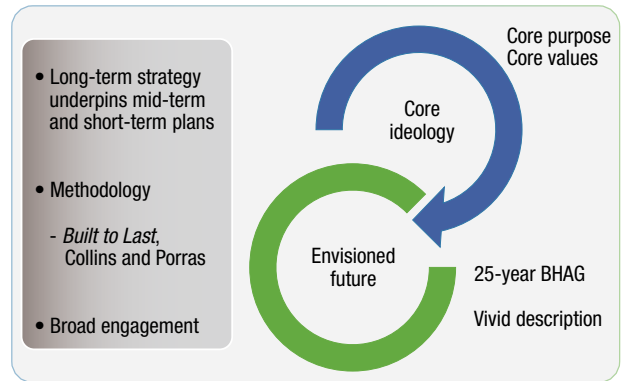 • Long-term strategy
underpins mid-term
and short-term plans
• Methodology
- Built to Last,
Collins and Porras
• Broad engagement
Core purpose
Core values
Core
ideology
Envisioned
future
25-year BHAG
Vivid description